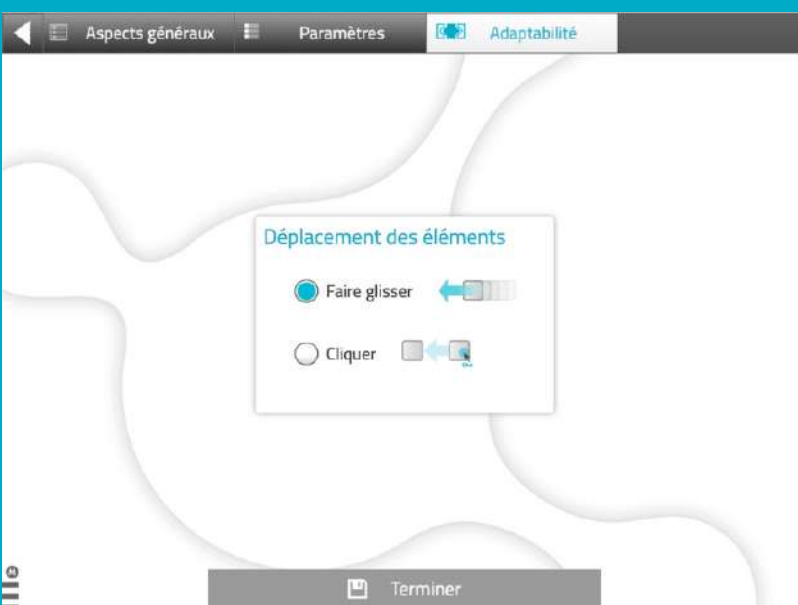 Aspects généraux Paramètres Adaptabilité
Déplacement des éléments
Faire glisser
Cliquer
Terminer